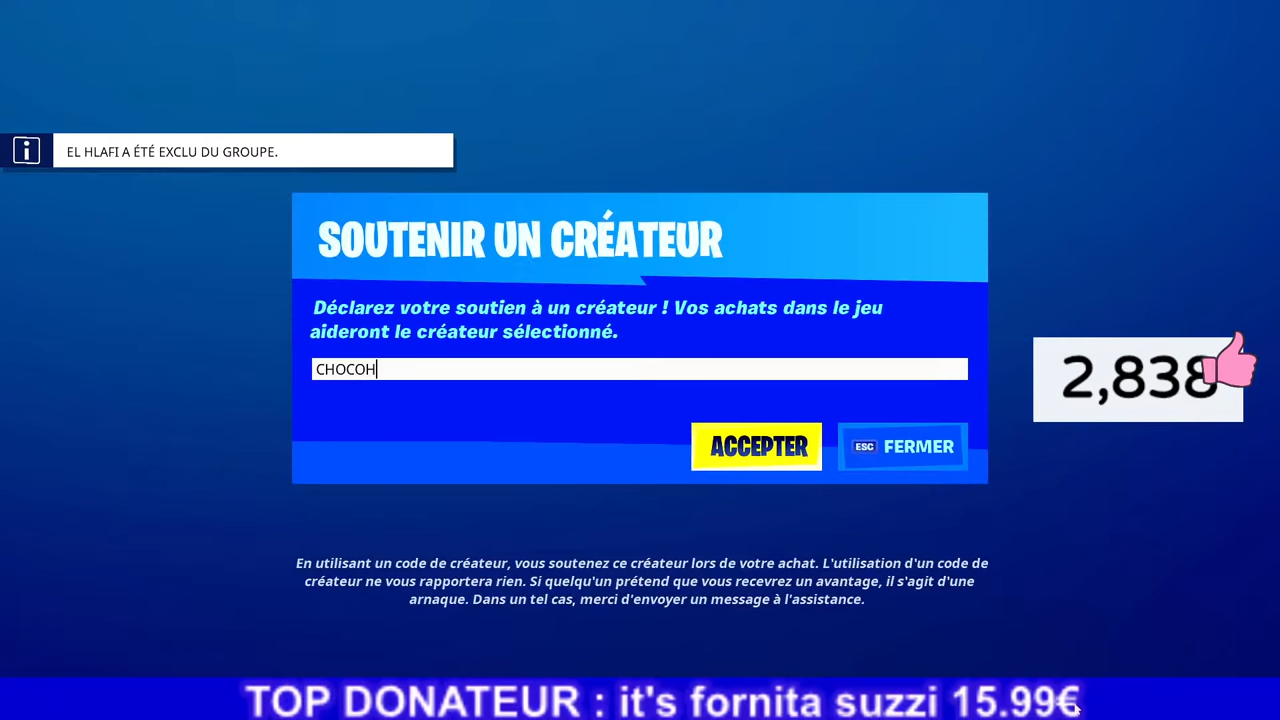 EL HLAFI A ÉTÉ EXCLU DU GROUPE.
SOUTENIR UN CRÉATEUR
Déclarez votre soutien à un créateur ! Vos achats dans le jeu
aideront le créateur sélectionné.
CHOCOH
2,838
ACCEPTER
ESC FERMER
En utilisant un code de créateur, vous soutenez ce créateur lors de votre achat. L'utilisation d'un code de
créateur ne vous rapportera rien. Si quelqu'un prétend que vous recevrez un avantage, il s'agit d'une
arnaque. Dans un tel cas, merci d'envoyer un message à l'assistance.
TOP DONATEUR : it's fornita suzzi 15.99€